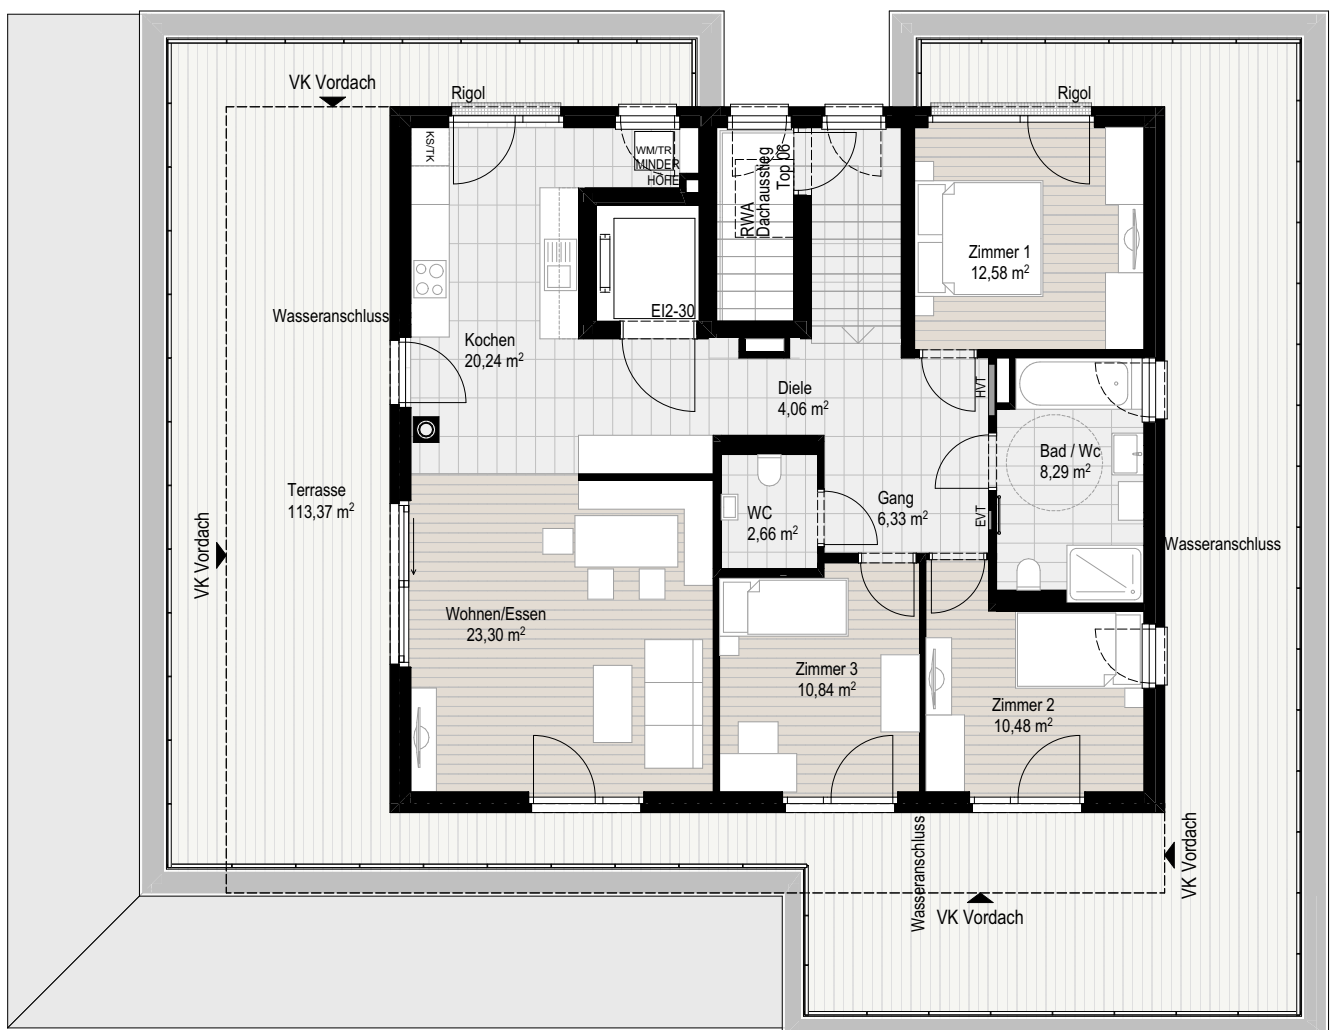 VK Vordach
Rigol
Rigol
KS/TK
WM/TR
MINDER
HÖHE
RWA
Dachausstieg
Top 06
Zimmer 1
12,58 m²
EI2-30
Wasseranschluss
Kochen
20,24 m²
Diele
4,06 m²
HVT
Bad / Wc
8,29 m²
Terrasse
113,37 m²
WC
2,66 m²
Gang
6,33 m²
EVT
Wasseranschluss
VK Vordach
Wohnen/Essen
23,30 m²
Zimmer 3
10,84 m²
Zimmer 2
10,48 m²
Wasseranschluss
VK Vordach
VK Vordach